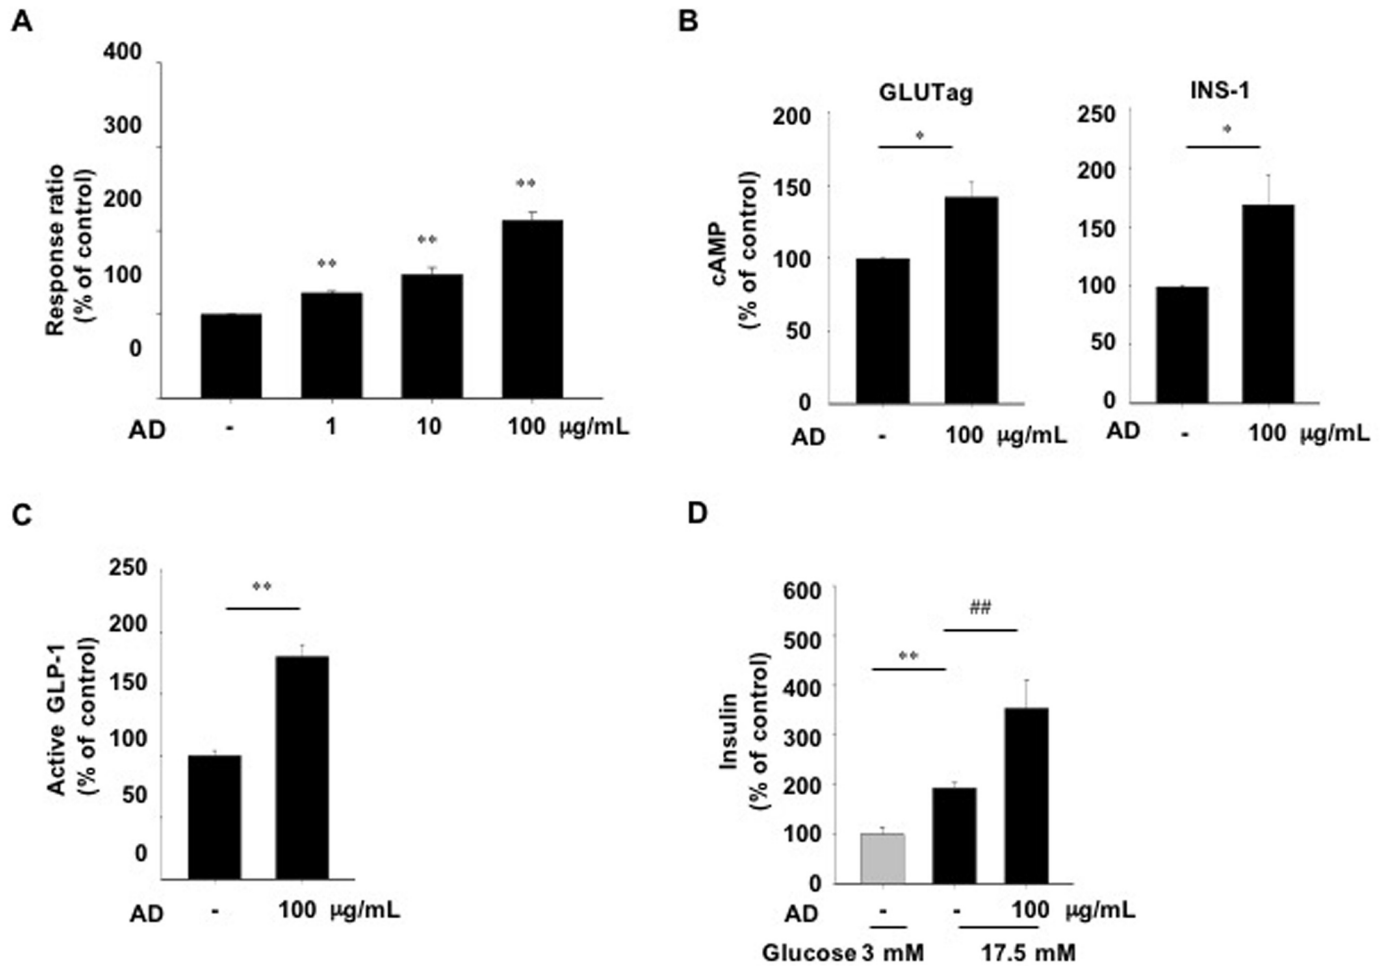 A
400
300
200
100
0
Response ratio
(% of control)
**
**
**
AD - 1 10 100 μg/mL
B
GLUTag
200
150
100
50
0
cAMP
(% of control)
*
AD - 100 μg/mL
INS-1
250
200
150
100
50
0
*
AD - 100 μg/mL
C
250
200
150
100
50
0
Active GLP-1
(% of control)
**
AD - 100 μg/mL
D
600
500
400
300
200
100
0
Insulin
(% of control)
##
**
AD - - 100 μg/mL
Glucose 3 mM 17.5 mM